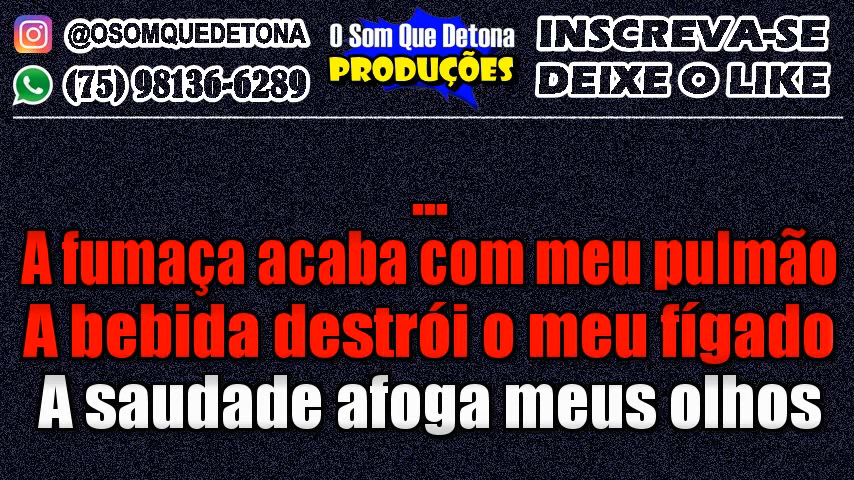 @OSOMQUEDETONA
(75) 98136-6289
O Som Que Detona
PRODUÇÕES
INSCREVA-SE
DEIXE O LIKE
...
A fumaça acaba com meu pulmão
A bebida destrói o meu fígado
A saudade afoga meus olhos